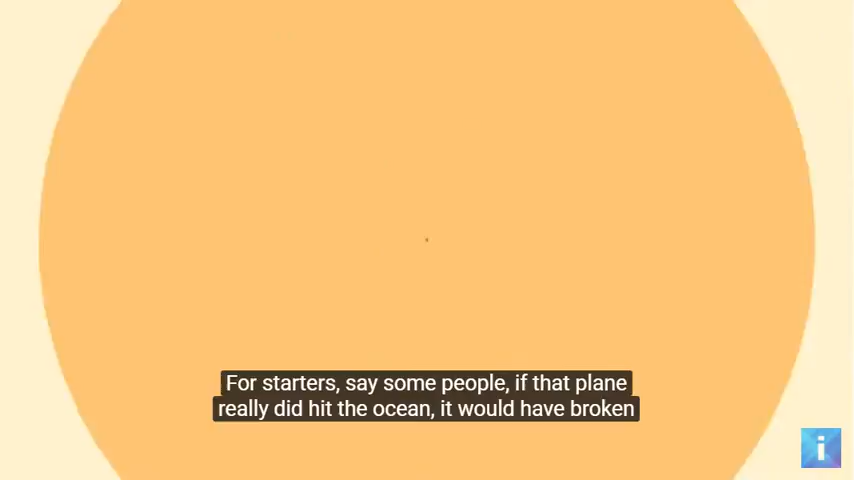 For starters, say some people, if that plane
really did hit the ocean, it would have broken
i